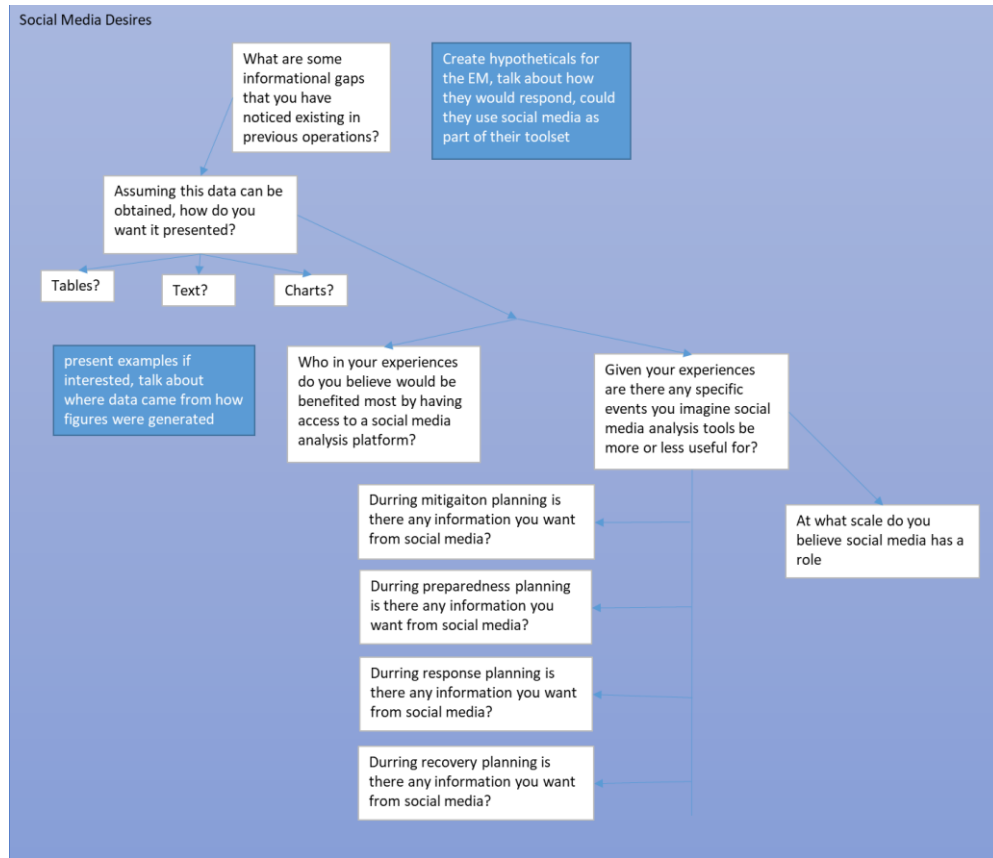 Social Media Desires
What are some
informational gaps
that you have
noticed existing in
previous operations?
Create hypotheticals for
the EM, talk about how
they would respond, could
they use social media as
part of their toolset
Assuming this data can be
obtained, how do you
want it presented?
Tables?
Text?
Charts?
present examples if
interested, talk about
where data came from how
figures were generated
Who in your experiences
do you believe would be
benefited most by having
access to a social media
analysis platform?
Given your experiences
are there any specific
events you imagine social
media analysis tools be
more or less useful for?
Durring mitigaiton planning is
there any information you want
from social media?
At what scale do you
believe social media has a
role
Durring preparedness planning
is there any information you
want from social media?
Durring response planning is
there any information you want
from social media?
Durring recovery planning is
there any information you want
from social media?